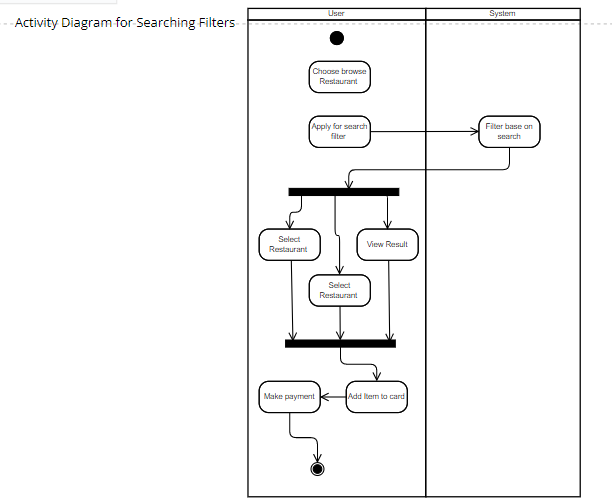 User
System
Activity Diagram for Searching Filters
Choose browse
Restaurant
Apply for search
filter
Filter base on
search
Select
Restaurant
View Result
Select
Restaurant
Make payment
Add Item to card